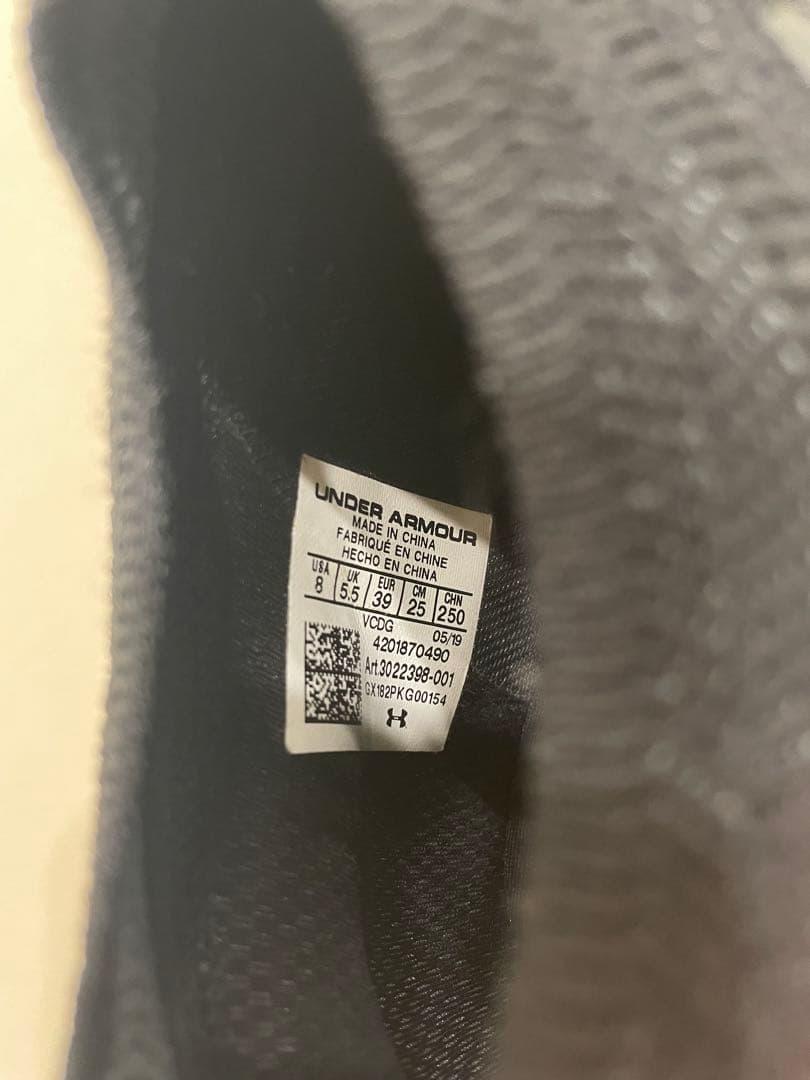 UNDER ARMOUR
MADE IN CHINA
FABRIQUÉ EN CHINE
HECHO EN CHINA
USA UK EUR CM CHN
8 5.5 39 25 250
VCDG 05/19
4201870490
Art.3022398-001
GX182PKG00154